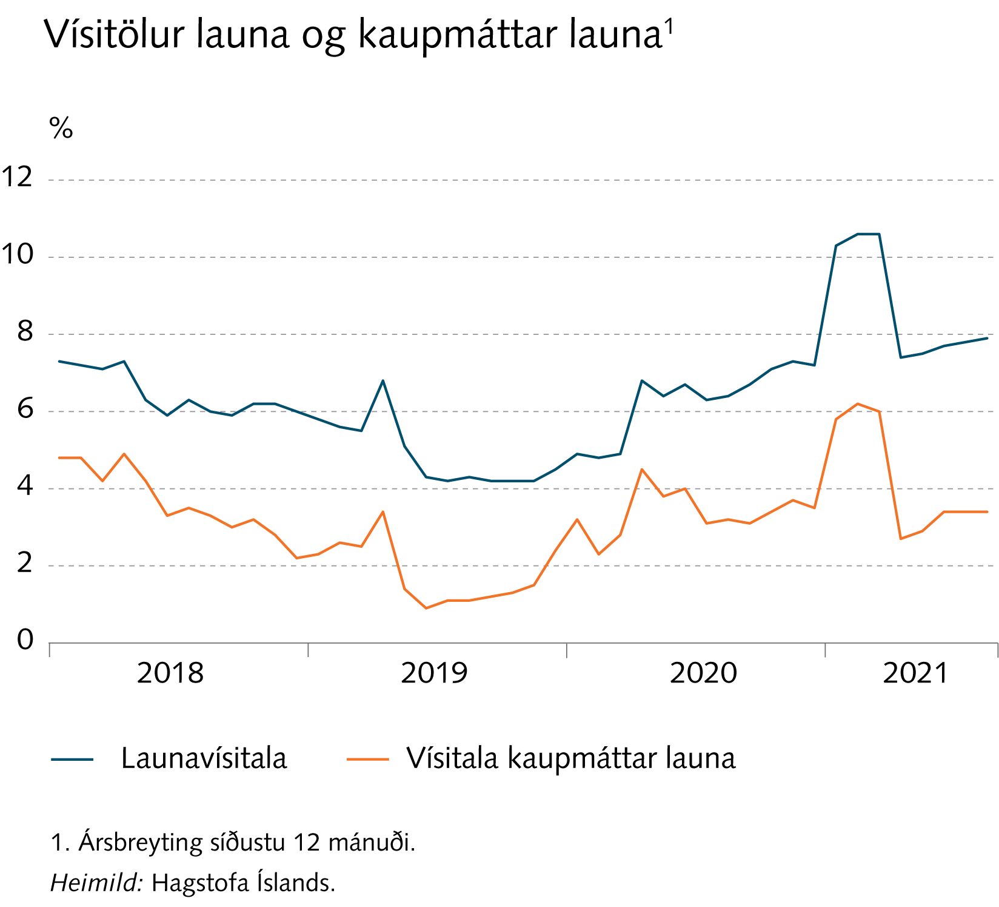 Vísitölur launa og kaupmáttar launa¹
%
12
10
8
6
4
2
0
2018 2019 2020 2021
Launavísitala Vísitala kaupmáttar launa
1. Ársbreyting síðustu 12 mánuði.
Heimild: Hagstofa Íslands.